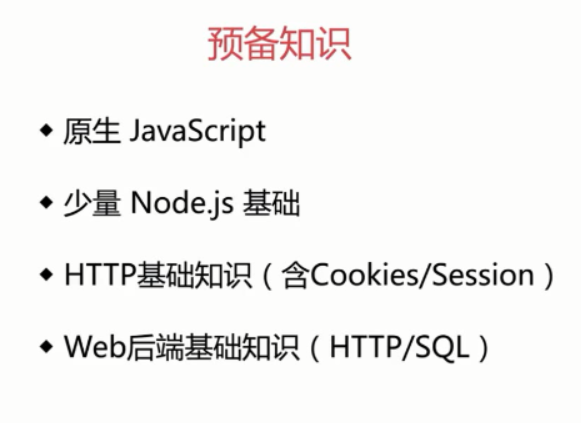 预备知识
◆ 原生 JavaScript
◆ 少量 Node.js 基础
◆ HTTP基础知识（含Cookies/Session）
◆ Web后端基础知识（HTTP/SQL）